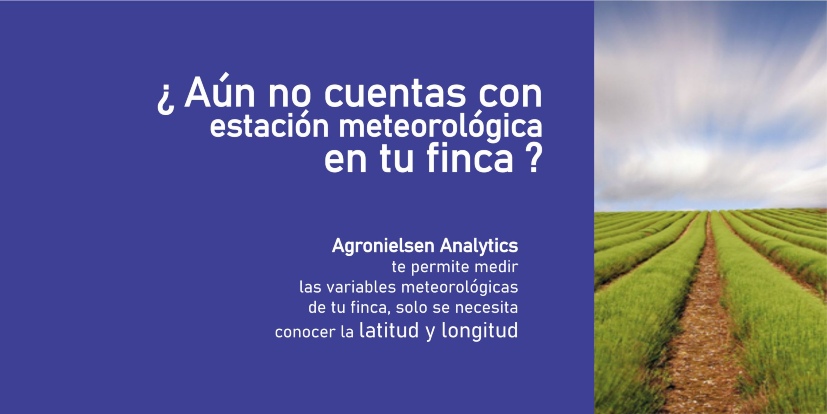 ¿ Aún no cuentas con
estación meteorológica
en tu finca ?
Agronielsen Analytics
te permite medir
las variables meteorológicas
de tu finca, solo se necesita
conocer la latitud y longitud